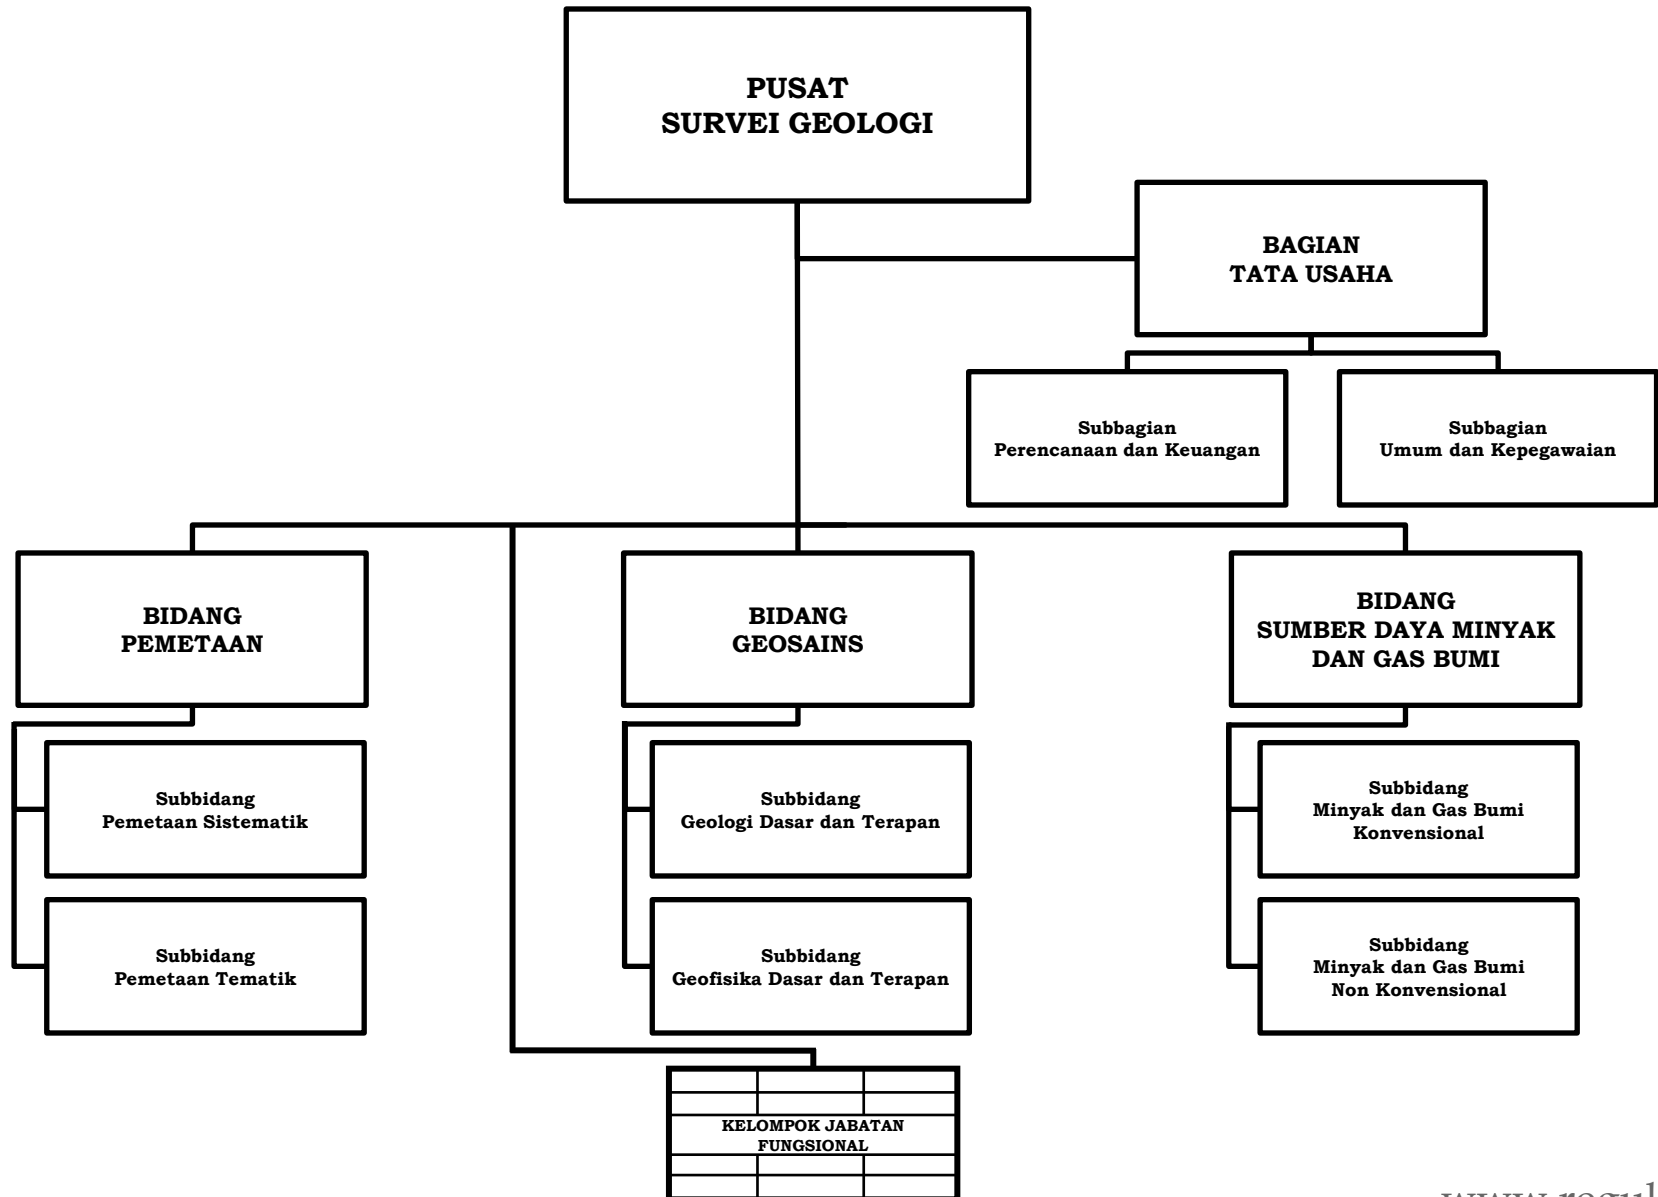 PUSAT
SURVEI GEOLOGI
BAGIAN
TATA USAHA
Subbagian
Perencanaan dan Keuangan
Subbagian
Umum dan Kepegawaian
BIDANG
PEMETAAN
BIDANG
GEOSAINS
BIDANG
SUMBER DAYA MINYAK
DAN GAS BUMI
Subbidang
Pemetaan Sistematik
Subbidang
Geologi Dasar dan Terapan
Subbidang
Minyak dan Gas Bumi
Konvensional
Subbidang
Pemetaan Tematik
Subbidang
Geofisika Dasar dan Terapan
Subbidang
Minyak dan Gas Bumi
Non Konvensional
KELOMPOK JABATAN
FUNGSIONAL